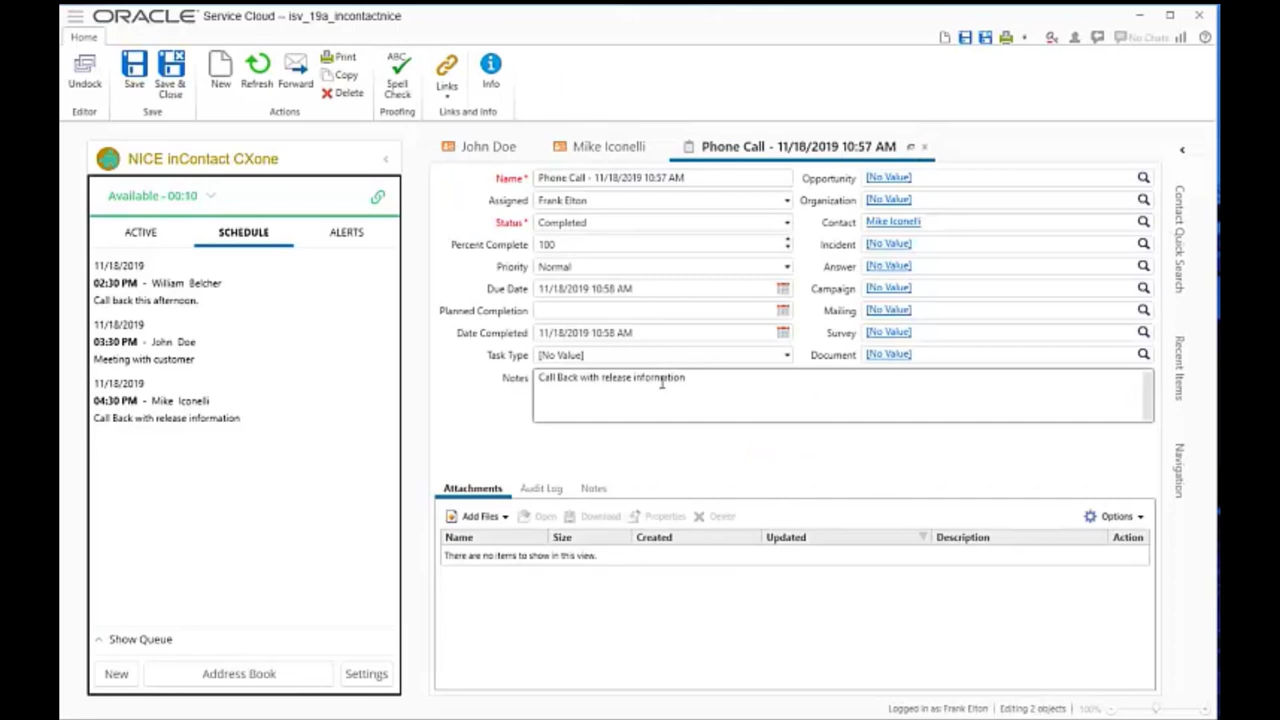 ORACLE Service Cloud -- isv_19a_incontactnice
Home
No Chats
Undock
Save
Save & Close
New
Refresh
Forward
Print
Copy
Delete
ABC
Spell Check
Links
Info
Editor
Save
Actions
Proofing
Links and Info
NICE inContact CXone
Available - 00:10
ACTIVE
SCHEDULE
ALERTS
11/18/2019
02:30 PM - William Belcher
Call back this afternoon.
11/18/2019
03:30 PM - John Doe
Meeting with customer
11/18/2019
04:30 PM - Mike Iconelli
Call Back with release information
Show Queue
New
Address Book
Settings
John Doe
Mike Iconelli
Phone Call - 11/18/2019 10:57 AM
Name * Phone Call - 11/18/2019 10:57 AM
Assigned Frank Elton
Status * Completed
Percent Complete 100
Priority Normal
Due Date 11/18/2019 10:58 AM
Planned Completion
Date Completed 11/18/2019 10:58 AM
Task Type [No Value]
Notes Call Back with release information
Opportunity [No Value]
Organization [No Value]
Contact Mike Iconelli
Incident [No Value]
Answer [No Value]
Campaign [No Value]
Mailing [No Value]
Survey [No Value]
Document [No Value]
Attachments
Audit Log
Notes
Add Files
Open
Download
Properties
Delete
Options
Name Size Created Updated Description Action
There are no items to show in this view.
Contact Quick Search
Recent Items
Navigation
Logged in as: Frank Elton | Editing 2 objects | 100%